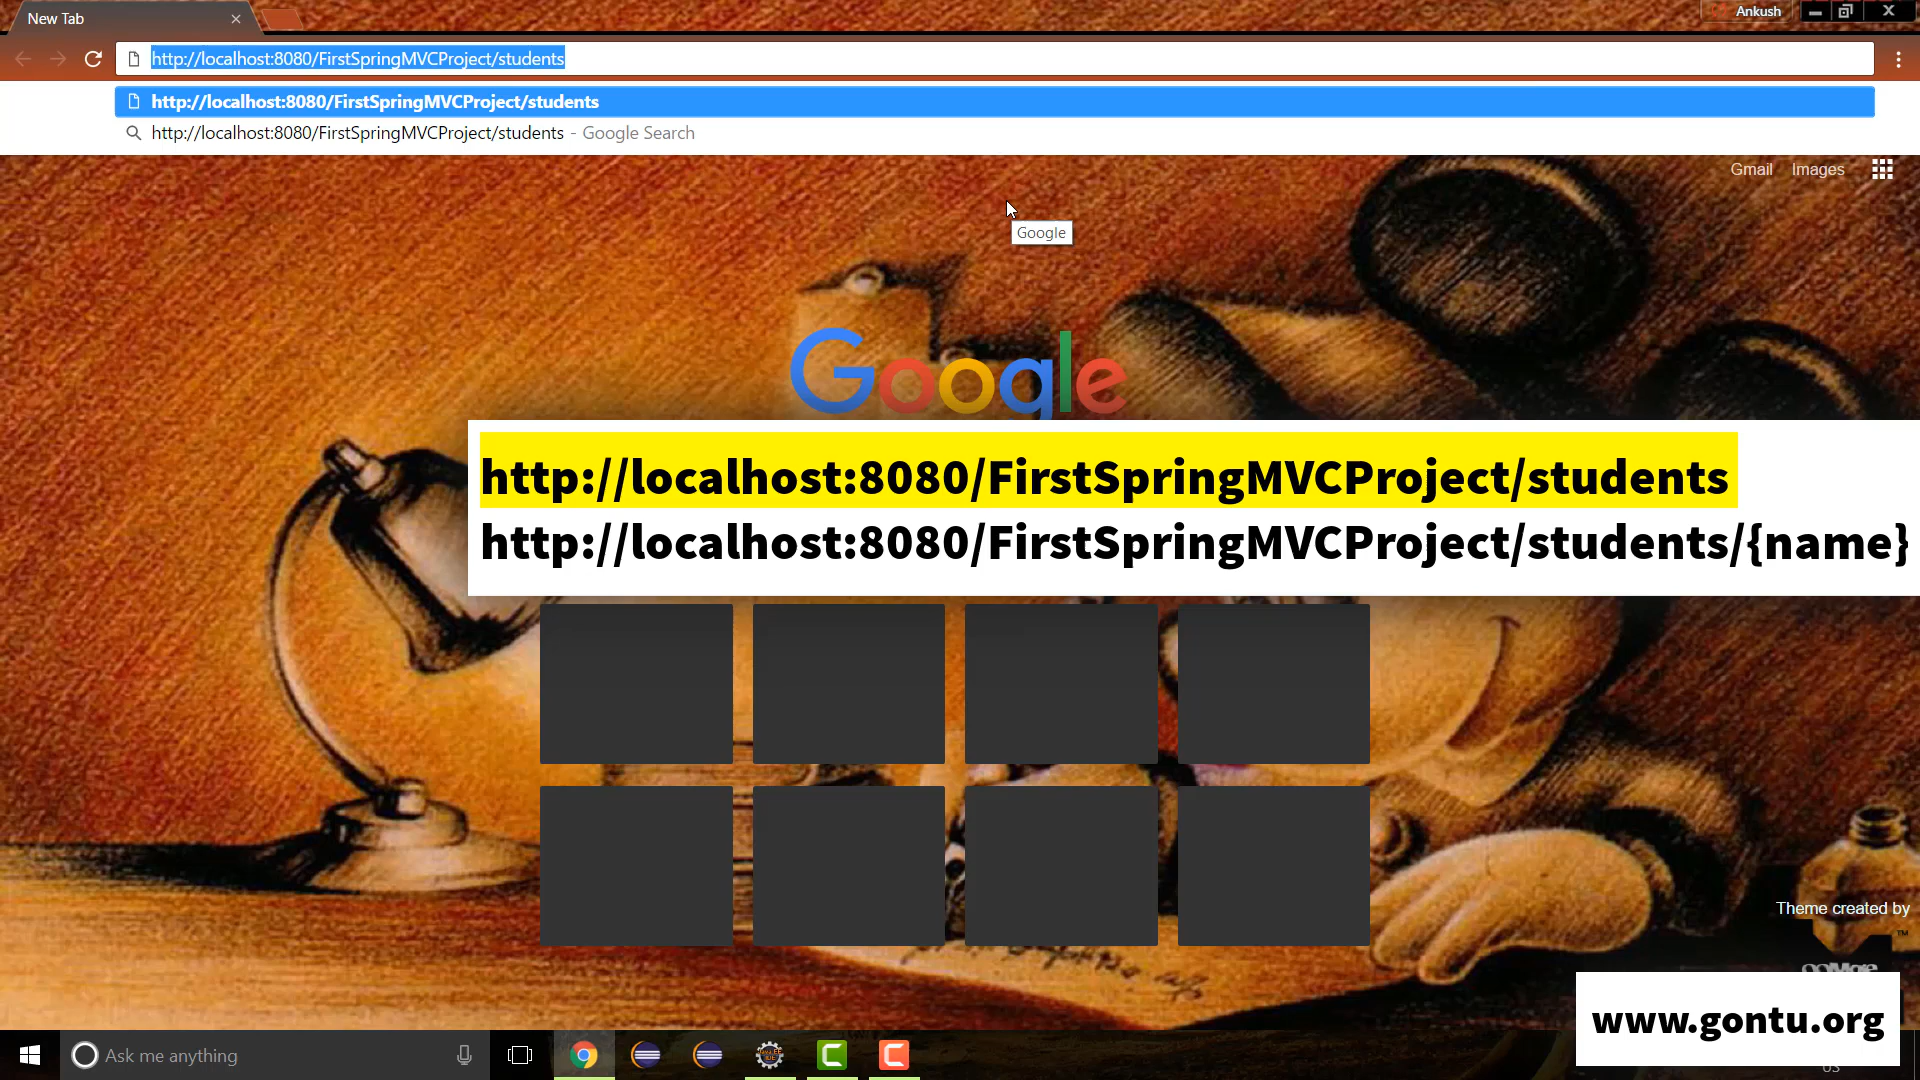 New Tab
Ankush
http://localhost:8080/FirstSpringMVCProject/students
http://localhost:8080/FirstSpringMVCProject/students
http://localhost:8080/FirstSpringMVCProject/students - Google Search
Gmail Images
Google
Google
http://localhost:8080/FirstSpringMVCProject/students
http://localhost:8080/FirstSpringMVCProject/students/{name}
Theme created by
www.gontu.org
Ask me anything